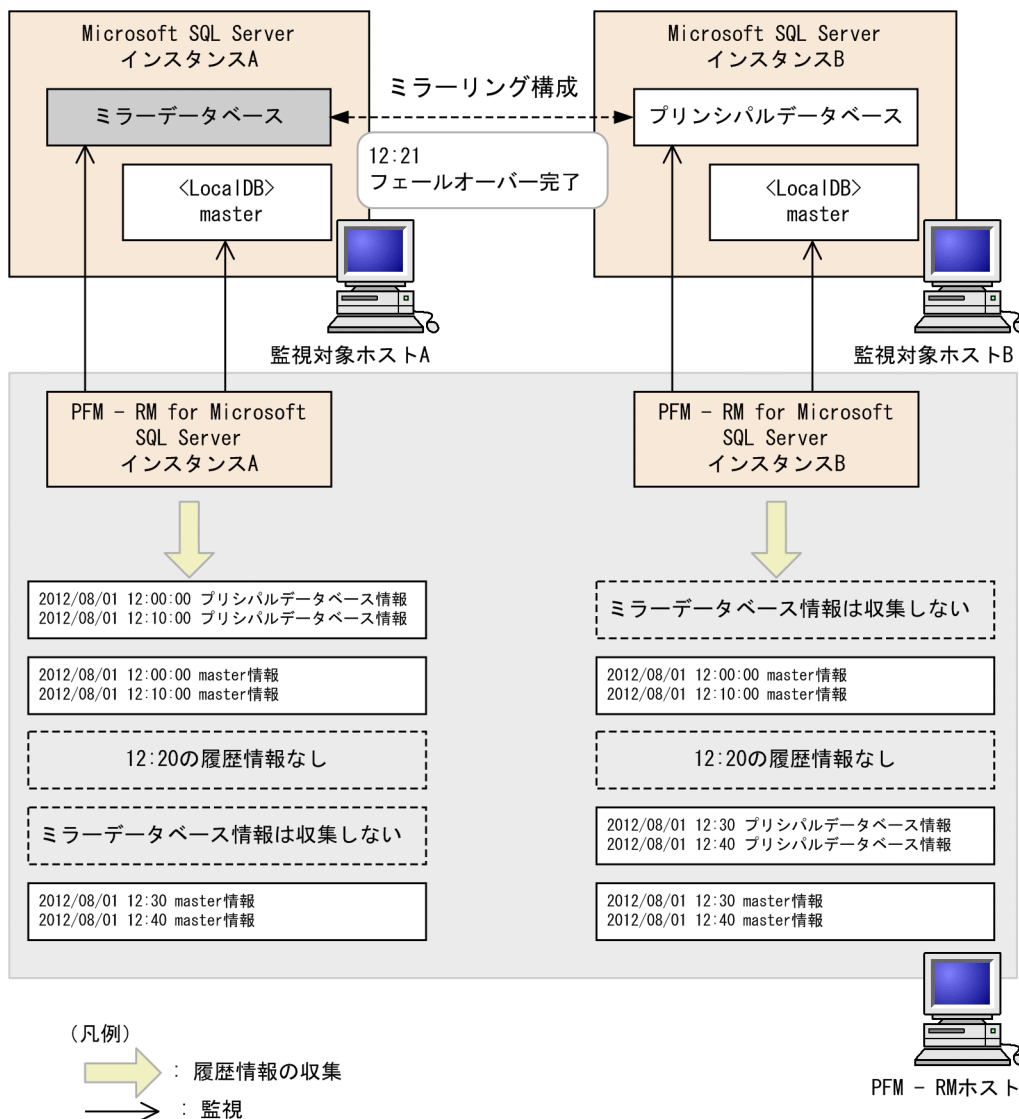 Microsoft SQL Server
インスタンスA
ミラーデータベース
<LocalDB>
master
監視対象ホストA
ミラーリング構成
12:21
フェールオーバー完了
Microsoft SQL Server
インスタンスB
プリンシパルデータベース
<LocalDB>
master
監視対象ホストB
PFM - RM for Microsoft
SQL Server
インスタンスA
2012/08/01 12:00:00 プリシパルデータベース情報
2012/08/01 12:10:00 プリシパルデータベース情報
2012/08/01 12:00:00 master情報
2012/08/01 12:10:00 master情報
12:20の履歴情報なし
ミラーデータベース情報は収集しない
2012/08/01 12:30 master情報
2012/08/01 12:40 master情報
PFM - RM for Microsoft
SQL Server
インスタンスB
ミラーデータベース情報は収集しない
2012/08/01 12:00:00 master情報
2012/08/01 12:10:00 master情報
12:20の履歴情報なし
2012/08/01 12:30 プリシパルデータベース情報
2012/08/01 12:40 プリシパルデータベース情報
2012/08/01 12:30 master情報
2012/08/01 12:40 master情報
PFM - RMホスト
(凡例)
: 履歴情報の収集
: 監視